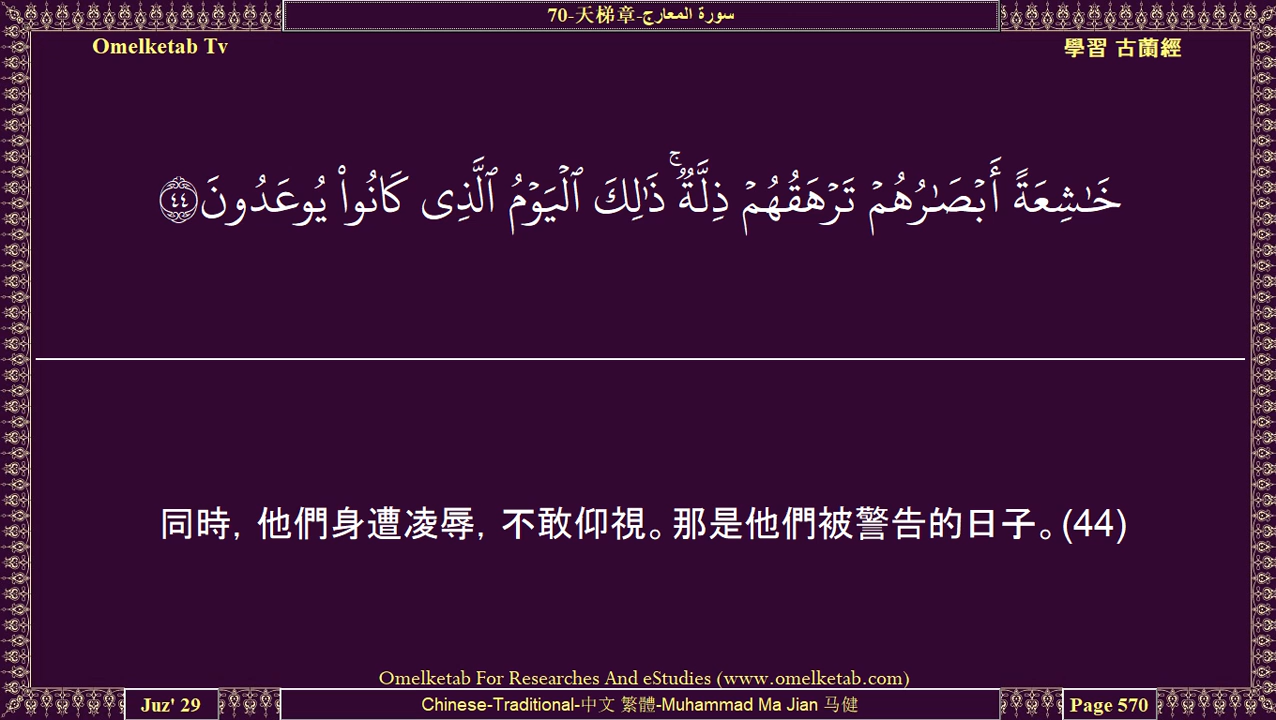 70-天梯章-سورة المعارج
Omelketab Tv
學習 古蘭經
خَـٰشِعَةً أَبْصَـٰرُهُمْ تَرْهَقُهُمْ ذِلَّةٌ ۚ ذَٰلِكَ ٱلْيَوْمُ ٱلَّذِى كَانُوا۟ يُوعَدُونَ ﴿٤٤﴾
同時，他們身遭凌辱，不敢仰視。那是他們被警告的日子。(44)
Omelketab For Researches And eStudies (www.omelketab.com)
Juz' 29
Chinese-Traditional-中文 繁體-Muhammad Ma Jian 马健
Page 570